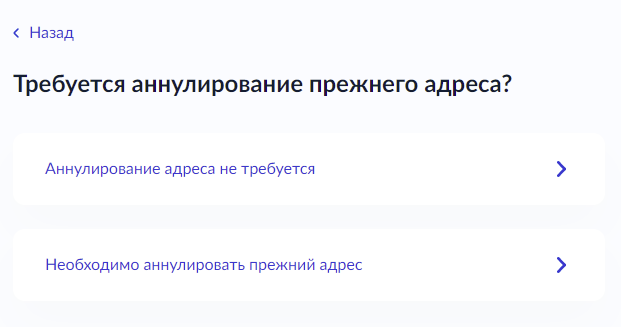 Назад
Требуется аннулирование прежнего адреса?
Аннулирование адреса не требуется
Необходимо аннулировать прежний адрес